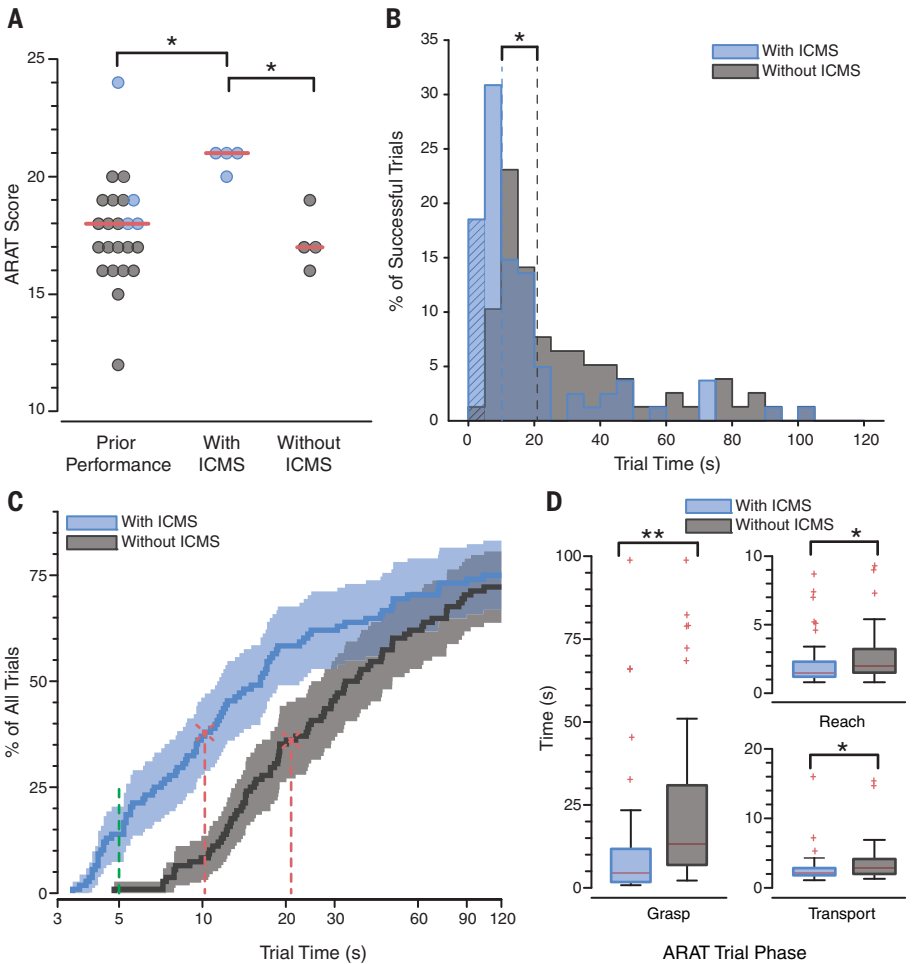 A
*
*
25
20
15
10
ARAT Score
Prior
Performance
With
ICMS
Without
ICMS
B
*
With ICMS
Without ICMS
35
30
25
20
15
10
5
0
% of Successful Trials
0 20 40 60 80 100 120
Trial Time (s)
C
With ICMS
Without ICMS
75
50
25
0
% of All Trials
3 5 10 20 30 60 90 120
Trial Time (s)
D
With ICMS
Without ICMS
**
100
75
50
25
0
Time (s)
Grasp
*
10
5
0
Reach
*
20
10
0
Transport
ARAT Trial Phase